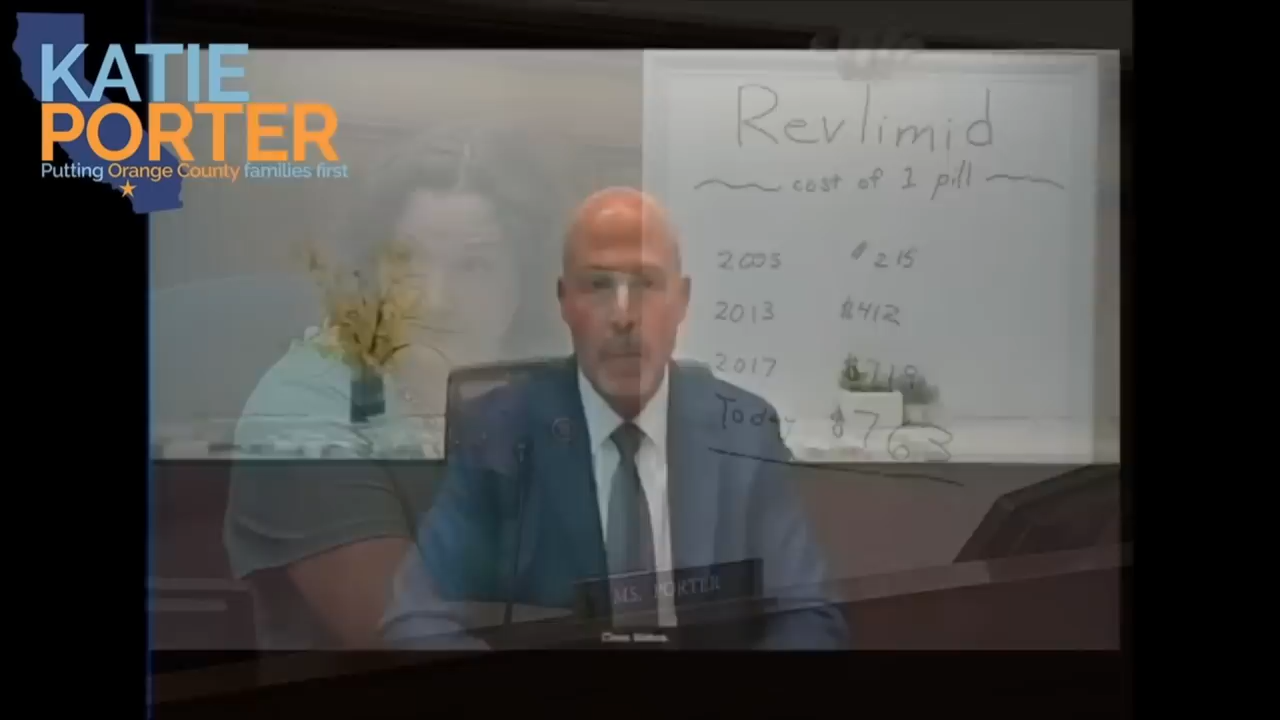 KATIE
PORTER
Putting Orange County families first
Revlimid
cost of 1 pill
2005 $215
2013 $412
2017 $719
Today $763
MS. PORTER